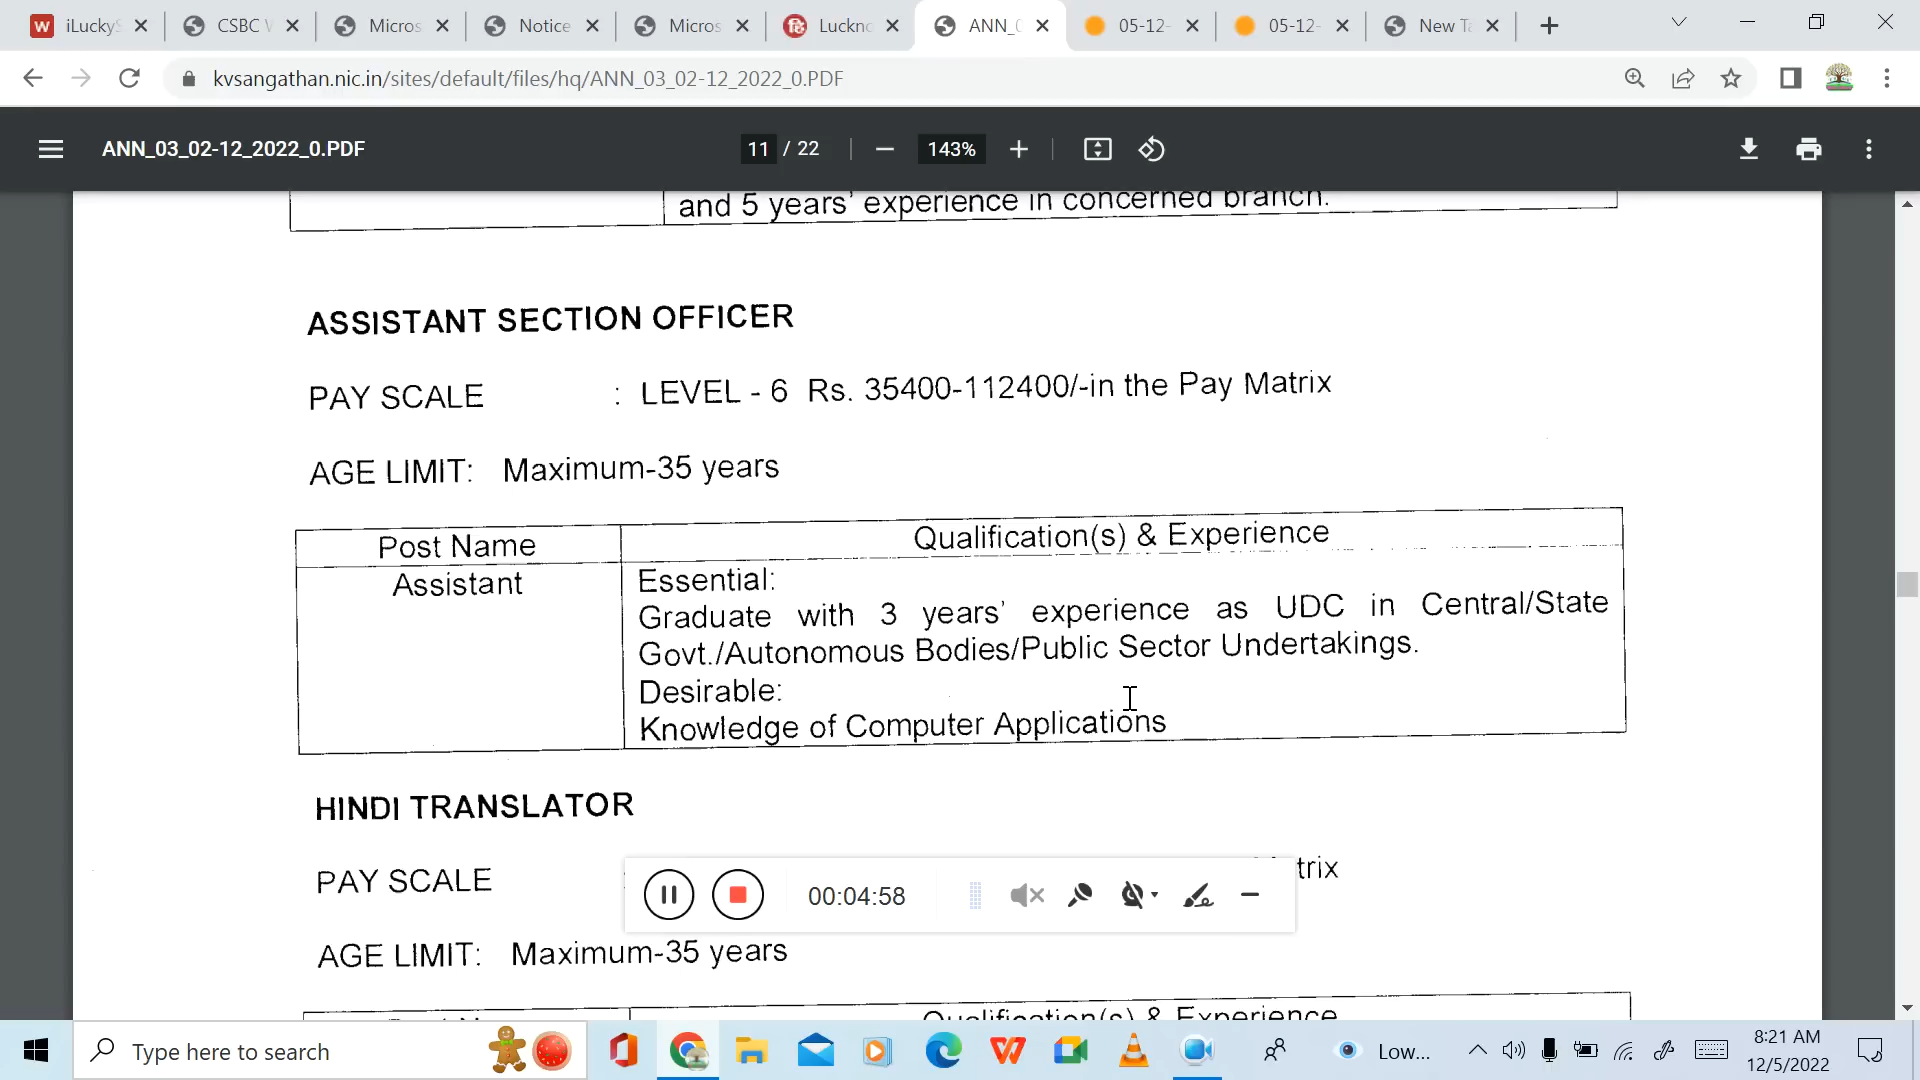 iLuckyS
CSBC W
Micros
Notice
Micros
Luckno
ANN_0
05-12-
05-12-
New Ta
kvsangathan.nic.in/sites/default/files/hq/ANN_03_02-12_2022_0.PDF
ANN_03_02-12_2022_0.PDF
11 / 22
143%
and 5 years' experience in concerned branch.
ASSISTANT SECTION OFFICER
PAY SCALE : LEVEL - 6 Rs. 35400-112400/-in the Pay Matrix
AGE LIMIT: Maximum-35 years
Post Name Qualification(s) & Experience
Assistant Essential:
Graduate with 3 years' experience as UDC in Central/State
Govt./Autonomous Bodies/Public Sector Undertakings.
Desirable:
Knowledge of Computer Applications
HINDI TRANSLATOR
PAY SCALE trix
00:04:58
AGE LIMIT: Maximum-35 years
Qualification(s) & Experience
Type here to search
Low...
8:21 AM
12/5/2022